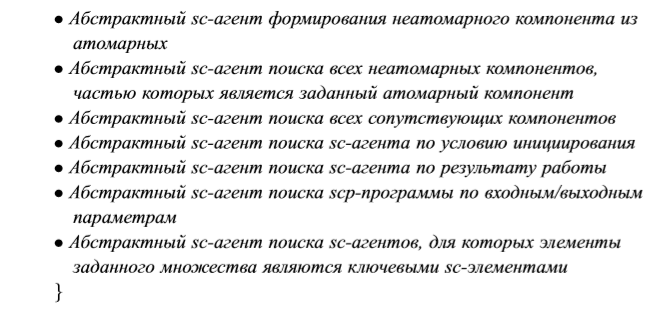 • Абстрактный sc-агент формирования неатомарного компонента из
атомарных
• Абстрактный sc-агент поиска всех неатомарных компонентов,
частью которых является заданный атомарный компонент
• Абстрактный sc-агент поиска всех сопутствующих компонентов
• Абстрактный sc-агент поиска sc-агента по условию инициирования
• Абстрактный sc-агент поиска sc-агента по результату работы
• Абстрактный sc-агент поиска scp-программы по входным/выходным
параметрам
• Абстрактный sc-агент поиска sc-агентов, для которых элементы
заданного множества являются ключевыми sc-элементами
}